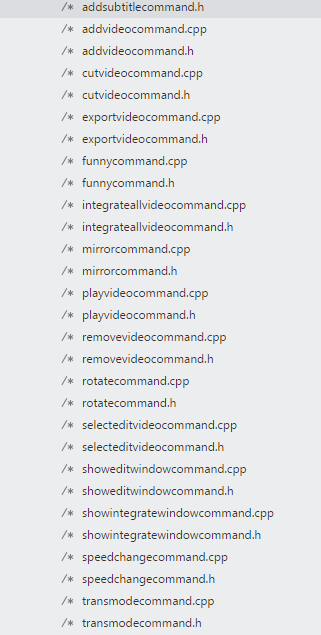 /* addsubtitlecommand.h
/* addvideocommand.cpp
/* addvideocommand.h
/* cutvideocommand.cpp
/* cutvideocommand.h
/* exportvideocommand.cpp
/* exportvideocommand.h
/* funnycommand.cpp
/* funnycommand.h
/* integrateallvideocommand.cpp
/* integrateallvideocommand.h
/* mirrorcommand.cpp
/* mirrorcommand.h
/* playvideocommand.cpp
/* playvideocommand.h
/* removevideocommand.cpp
/* removevideocommand.h
/* rotatecommand.cpp
/* rotatecommand.h
/* selecteditvideocommand.cpp
/* selecteditvideocommand.h
/* showeditwindowcommand.cpp
/* showeditwindowcommand.h
/* showintegratewindowcommand.cpp
/* showintegratewindowcommand.h
/* speedchangecommand.cpp
/* speedchangecommand.h
/* transmodecommand.cpp
/* transmodecommand.h